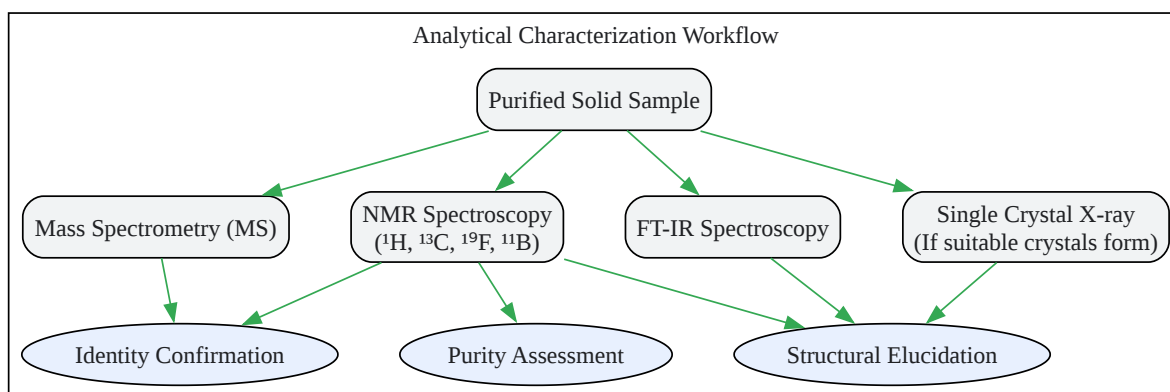 Analytical Characterization Workflow
Purified Solid Sample
Mass Spectrometry (MS)
NMR Spectroscopy
(¹H, ¹³C, ¹⁹F, ¹¹B)
FT-IR Spectroscopy
Single Crystal X-ray
(If suitable crystals form)
Identity Confirmation
Purity Assessment
Structural Elucidation